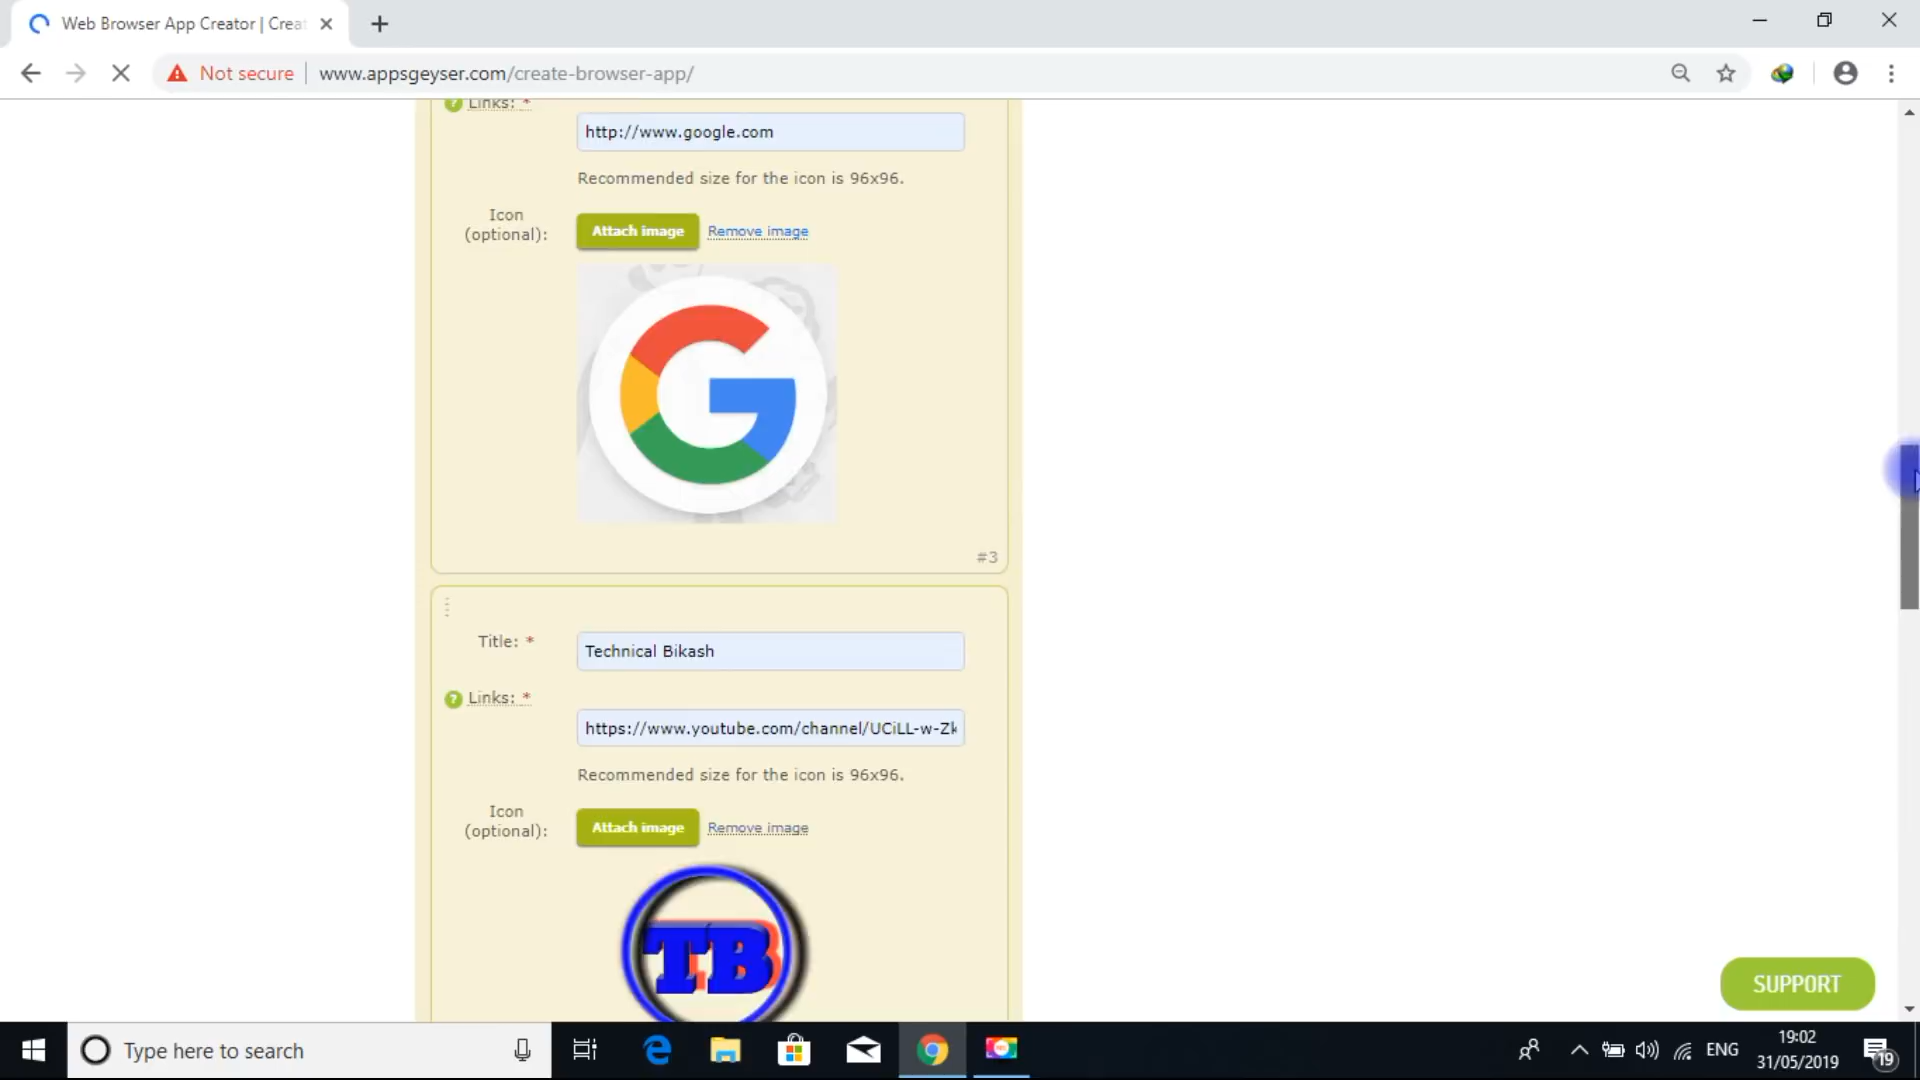 Web Browser App Creator | Crea
Not secure
www.appsgeyser.com/create-browser-app/
Links: *
http://www.google.com
Recommended size for the icon is 96x96.
Icon
(optional):
Attach image
Remove image
G
#3
Title: *
Technical Bikash
? Links: *
https://www.youtube.com/channel/UCiLL-w-Zk
Recommended size for the icon is 96x96.
Icon
(optional):
Attach image
Remove image
TB
SUPPORT
Type here to search
ENG
19:02
31/05/2019
19